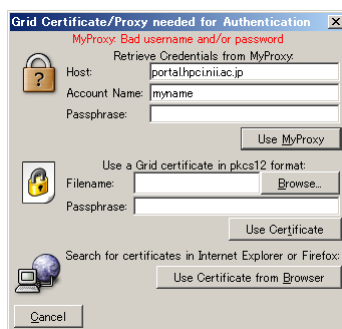 Grid Certificate/Proxy needed for Authentication
MyProxy: Bad username and/or password
Retrieve Credentials from MyProxy:
Host: portal.hpci.nii.ac.jp
Account Name: myname
Passphrase:
Use MyProxy
Use a Grid certificate in pkcs12 format:
Filename: Browse...
Passphrase:
Use Certificate
Search for certificates in Internet Explorer or Firefox:
Use Certificate from Browser
Cancel